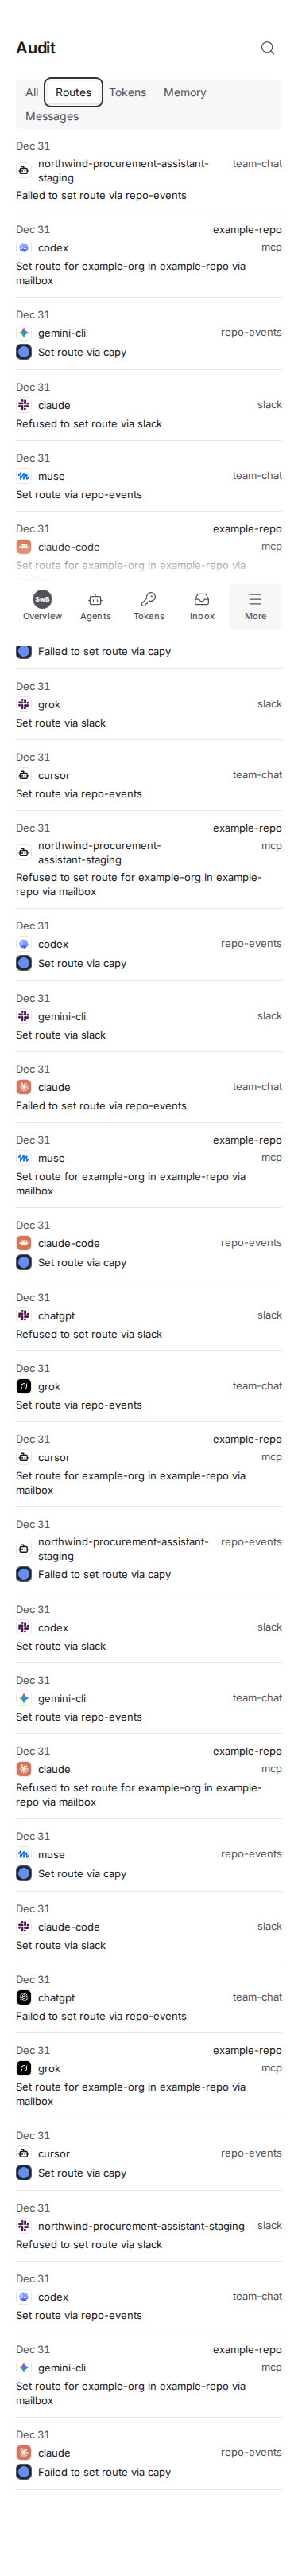 Audit
All Routes Tokens Memory
Messages
Dec 31
northwind-procurement-assistant- team-chat
staging
Failed to set route via repo-events
Dec 31 example-repo
codex mcp
Set route for example-org in example-repo via
mailbox
Dec 31
gemini-cli repo-events
Set route via capy
Dec 31
claude slack
Refused to set route via slack
Dec 31
muse team-chat
Set route via repo-events
Dec 31 example-repo
claude-code mcp
Set route for example-org in example-repo via
SwB
Overview Agents Tokens Inbox More
Failed to set route via capy
Dec 31
grok slack
Set route via slack
Dec 31
cursor team-chat
Set route via repo-events
Dec 31 example-repo
northwind-procurement- mcp
assistant-staging
Refused to set route for example-org in example-
repo via mailbox
Dec 31
codex repo-events
Set route via capy
Dec 31
gemini-cli slack
Set route via slack
Dec 31
claude team-chat
Failed to set route via repo-events
Dec 31 example-repo
muse mcp
Set route for example-org in example-repo via
mailbox
Dec 31
claude-code repo-events
Set route via capy
Dec 31
chatgpt slack
Refused to set route via slack
Dec 31
grok team-chat
Set route via repo-events
Dec 31 example-repo
cursor mcp
Set route for example-org in example-repo via
mailbox
Dec 31
northwind-procurement-assistant- repo-events
staging
Failed to set route via capy
Dec 31
codex slack
Set route via slack
Dec 31
gemini-cli team-chat
Set route via repo-events
Dec 31 example-repo
claude mcp
Refused to set route for example-org in example-
repo via mailbox
Dec 31
muse repo-events
Set route via capy
Dec 31
claude-code slack
Set route via slack
Dec 31
chatgpt team-chat
Failed to set route via repo-events
Dec 31 example-repo
grok mcp
Set route for example-org in example-repo via
mailbox
Dec 31
cursor repo-events
Set route via capy
Dec 31
northwind-procurement-assistant-staging slack
Refused to set route via slack
Dec 31
codex team-chat
Set route via repo-events
Dec 31 example-repo
gemini-cli mcp
Set route for example-org in example-repo via
mailbox
Dec 31
claude repo-events
Failed to set route via capy